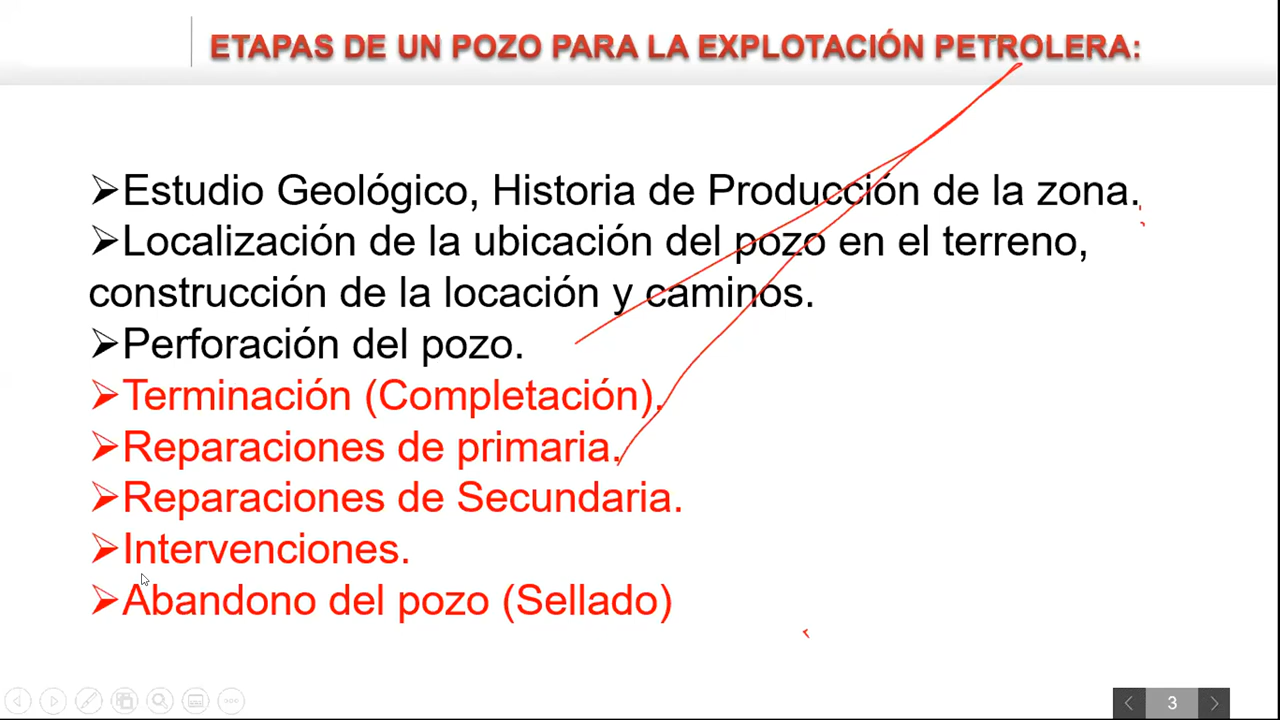 ETAPAS DE UN POZO PARA LA EXPLOTACIÓN PETROLERA:
➢Estudio Geológico, Historia de Producción de la zona.
➢Localización de la ubicación del pozo en el terreno,
construcción de la locación y caminos.
➢Perforación del pozo.
➢Terminación (Completación).
➢Reparaciones de primaria.
➢Reparaciones de Secundaria.
➢Intervenciones.
➢Abandono del pozo (Sellado)
3